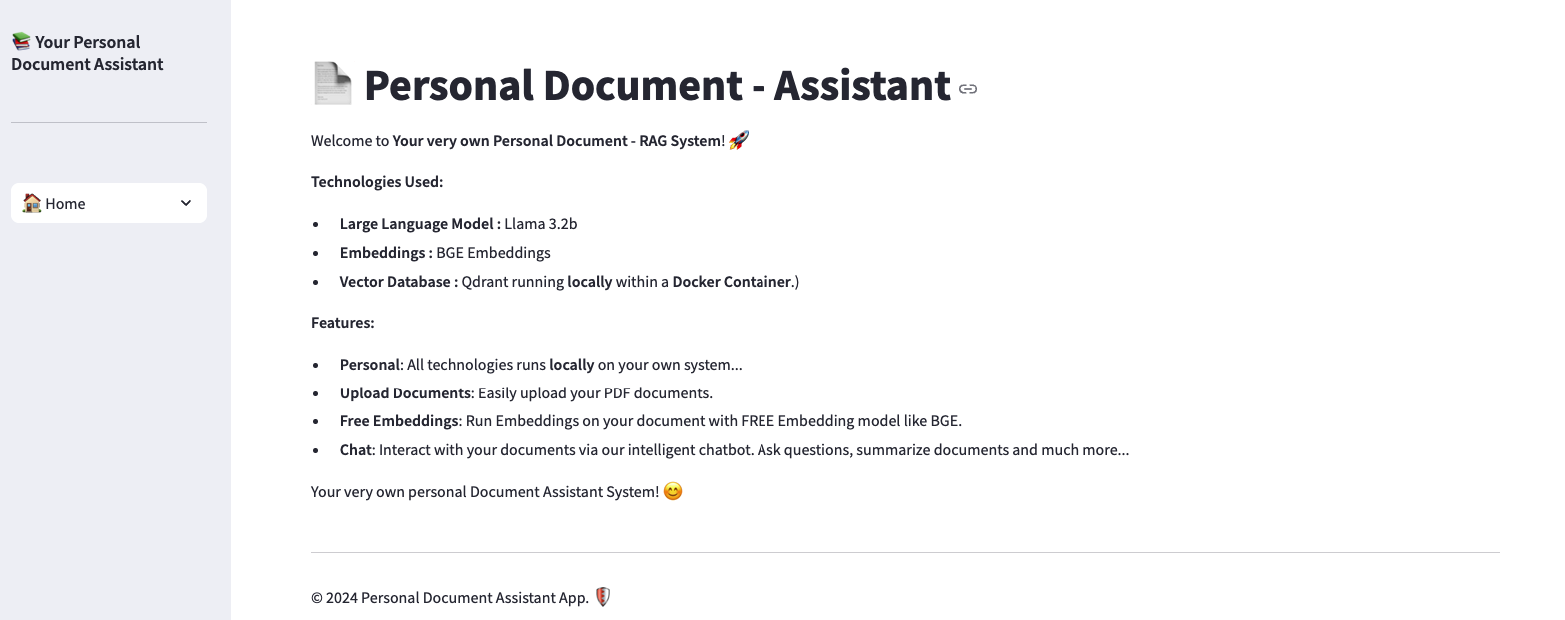 📚 Your Personal
Document Assistant
🏠 Home
📄 Personal Document - Assistant
Welcome to Your very own Personal Document - RAG System! 🚀
Technologies Used:
• Large Language Model : Llama 3.2b
• Embeddings : BGE Embeddings
• Vector Database : Qdrant running locally within a Docker Container.)
Features:
• Personal: All technologies runs locally on your own system...
• Upload Documents: Easily upload your PDF documents.
• Free Embeddings: Run Embeddings on your document with FREE Embedding model like BGE.
• Chat: Interact with your documents via our intelligent chatbot. Ask questions, summarize documents and much more...
Your very own personal Document Assistant System! 😊
© 2024 Personal Document Assistant App. 🛡️